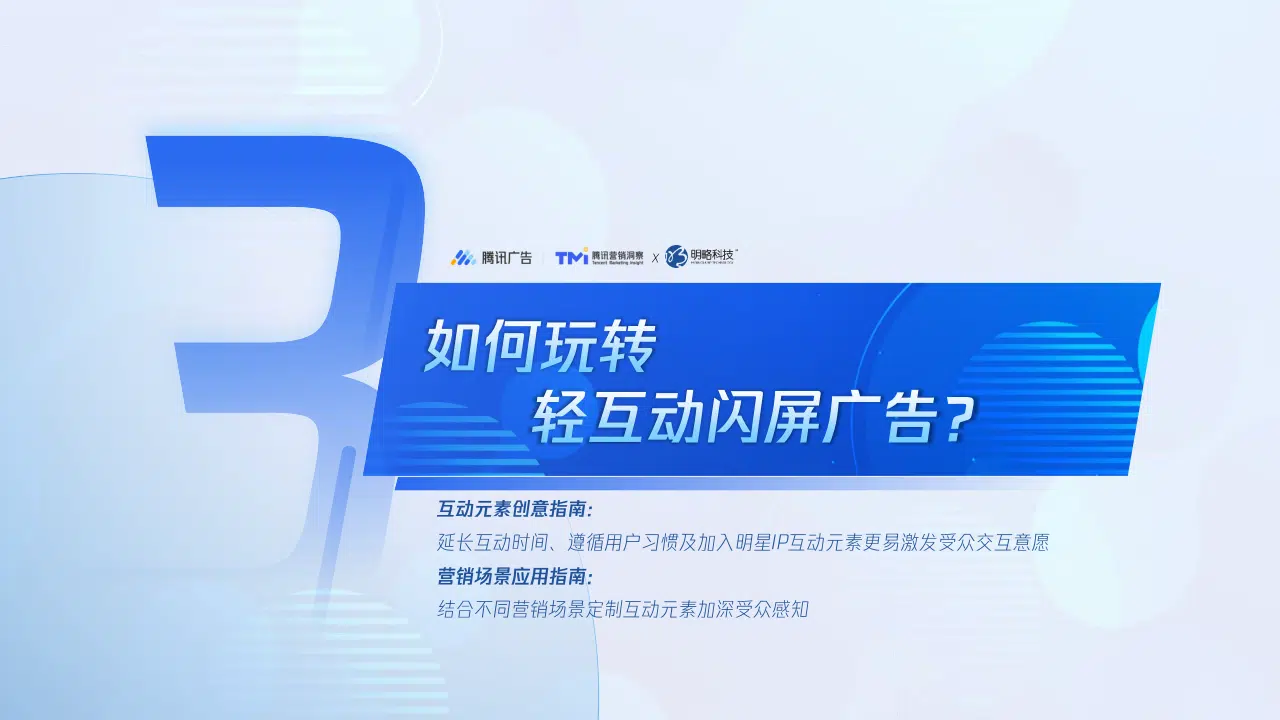 3
腾讯广告 TMi 腾讯营销洞察 Tencent Marketing Insight X 明略科技
如何玩转
轻互动闪屏广告?
互动元素创意指南:
延长互动时间、遵循用户习惯及加入明星IP互动元素更易激发受众交互意愿
营销场景应用指南:
结合不同营销场景定制互动元素加深受众感知